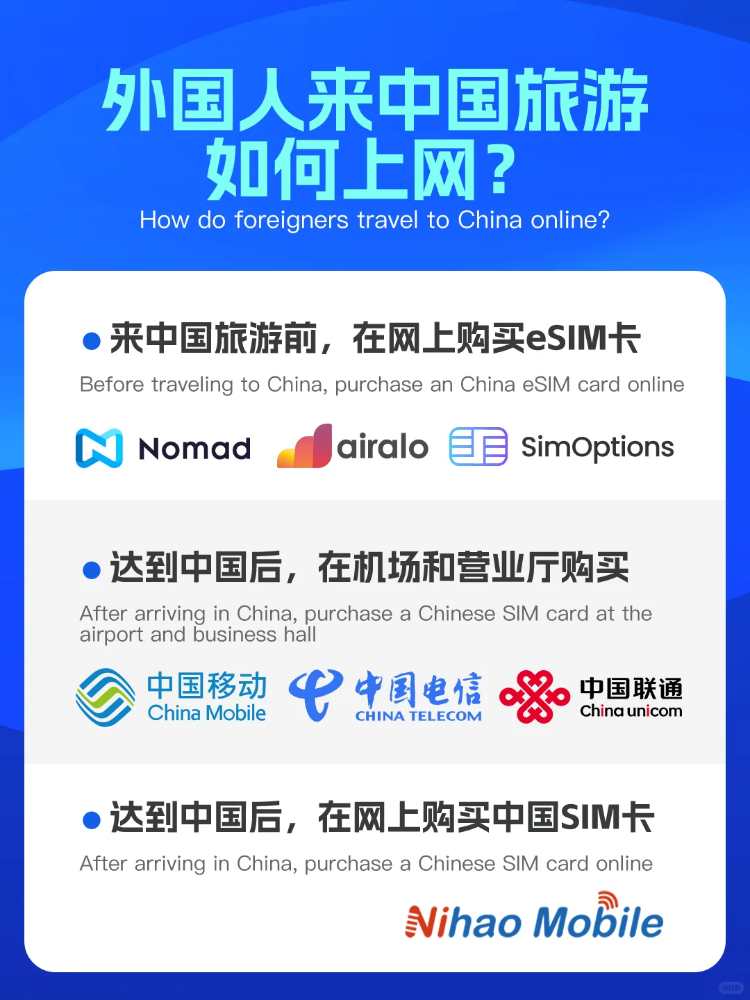 外国人来中国旅游
如何上网？
How do foreigners travel to China online?
来中国旅游前，在网上购买eSIM卡
Before traveling to China, purchase an China eSIM card online
Nomad
airalo
SimOptions
达到中国后，在机场和营业厅购买
After arriving in China, purchase a Chinese SIM card at the
airport and business hall
中国移动
China Mobile
中国电信
CHINA TELECOM
中国联通
China unicom
达到中国后，在网上购买中国SIM卡
After arriving in China, purchase a Chinese SIM card online
Nihao Mobile